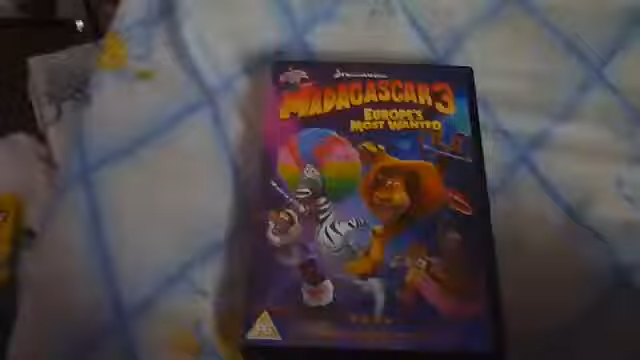 DREAMWORKS
MADAGASCAR 3
EUROPE'S
MOST WANTED
PG